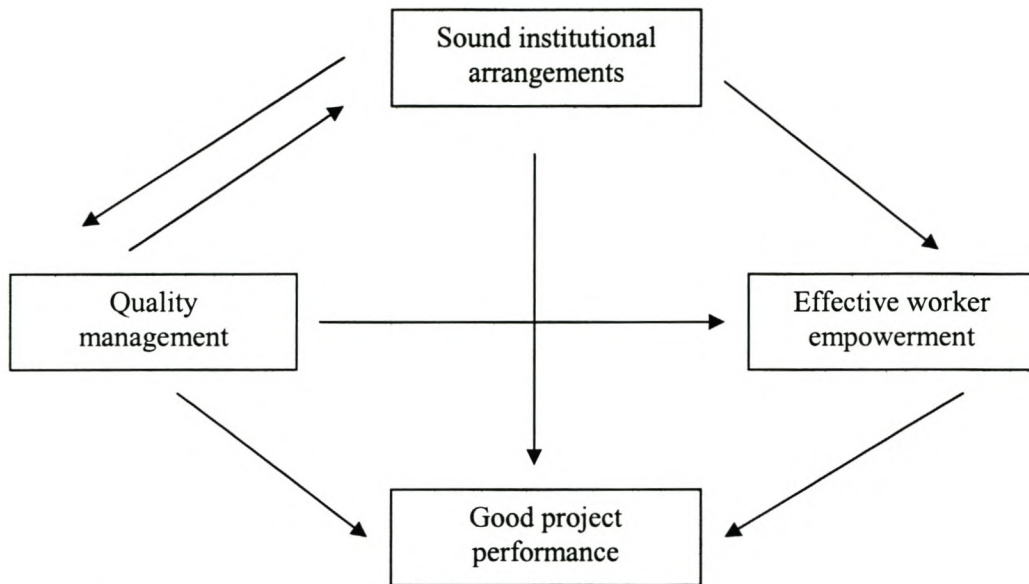 Sound institutional
arrangements
Quality
management
Effective worker
empowerment
Good project
performance